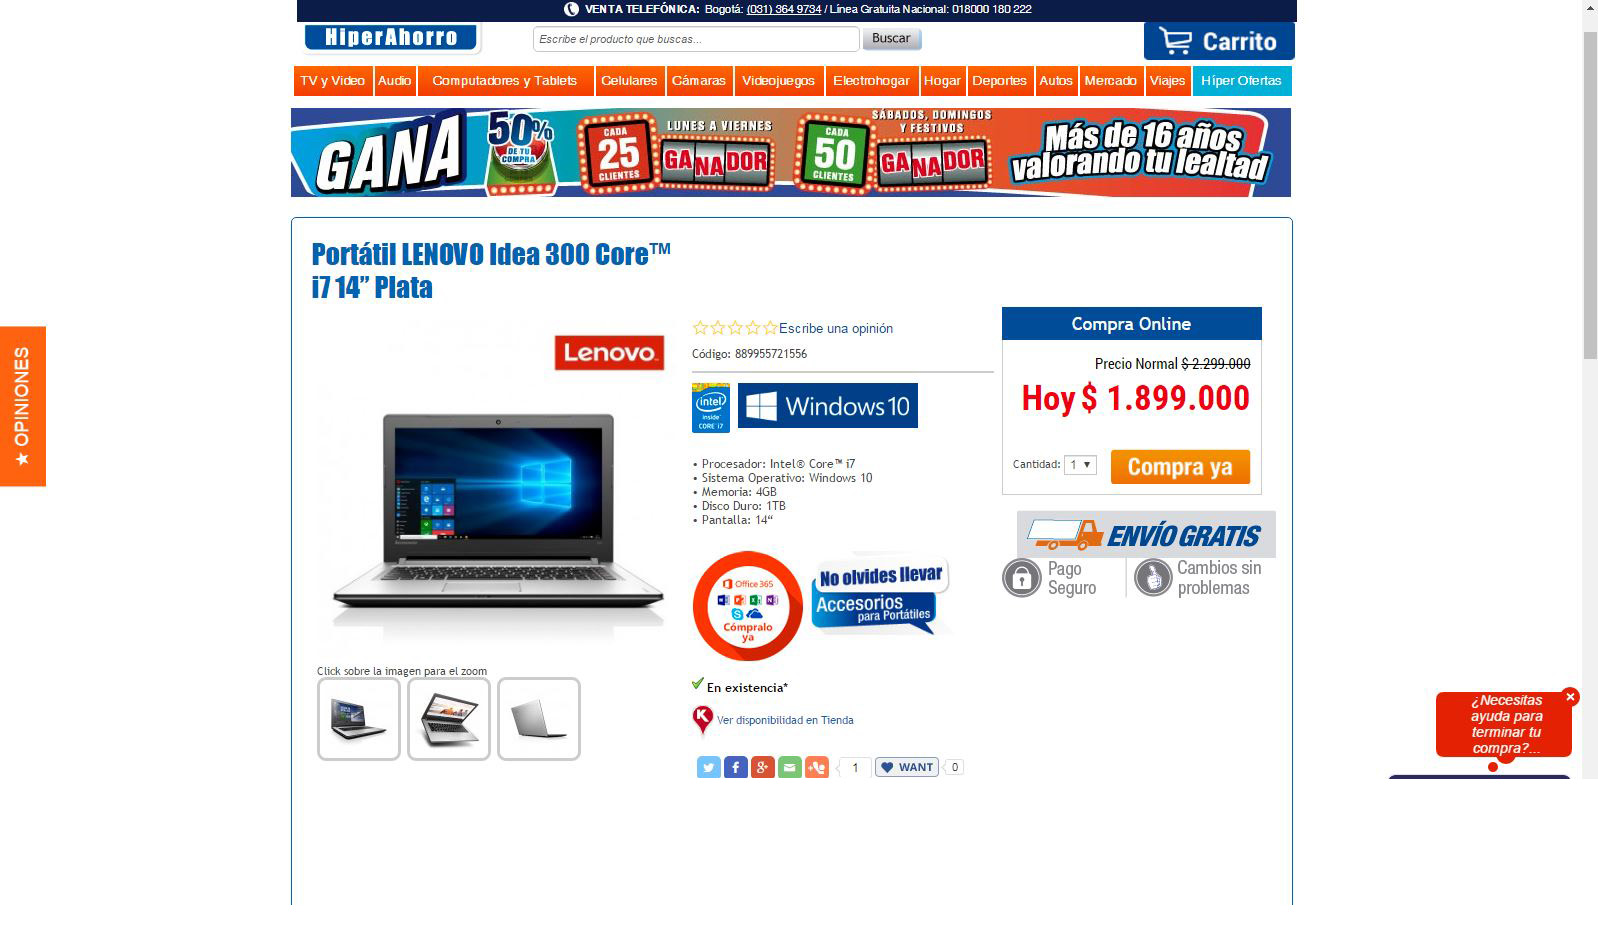 VENTA TELEFÓNICA: Bogotá: (031) 364 9734 / Línea Gratuita Nacional: 018000 180 222
HiperAhorro
Escribe el producto que buscas...
Buscar
Carrito
TV y Video
Audio
Computadores y Tablets
Celulares
Cámaras
Videojuegos
Electrohogar
Hogar
Deportes
Autos
Mercado
Viajes
Híper Ofertas
GANA
50%
DE TU
COMPRA
CADA
25
CLIENTES
LUNES A VIERNES
GANADOR
CADA
50
CLIENTES
SÁBADOS, DOMINGOS
Y FESTIVOS
GANADOR
Más de 16 años
valorando tu lealtad
Portátil LENOVO Idea 300 Core™
i7 14” Plata
Lenovo
Click sobre la imagen para el zoom
Escribe una opinión
Código: 889955721556
intel
inside
CORE i7
Windows 10
• Procesador: Intel® Core™ i7
• Sistema Operativo: Windows 10
• Memoria: 4GB
• Disco Duro: 1TB
• Pantalla: 14“
Office 365
Cómpralo
ya
No olvides llevar
Accesorios
para Portátiles
En existencia*
K
Ver disponibilidad en Tienda
1
WANT
0
Compra Online
Precio Normal $ 2.299.000
Hoy $ 1.899.000
Cantidad: 1
Compra ya
ENVÍO GRATIS
Pago
Seguro
Cambios sin
problemas
★ OPINIONES
¿Necesitas
ayuda para
terminar tu
compra?...